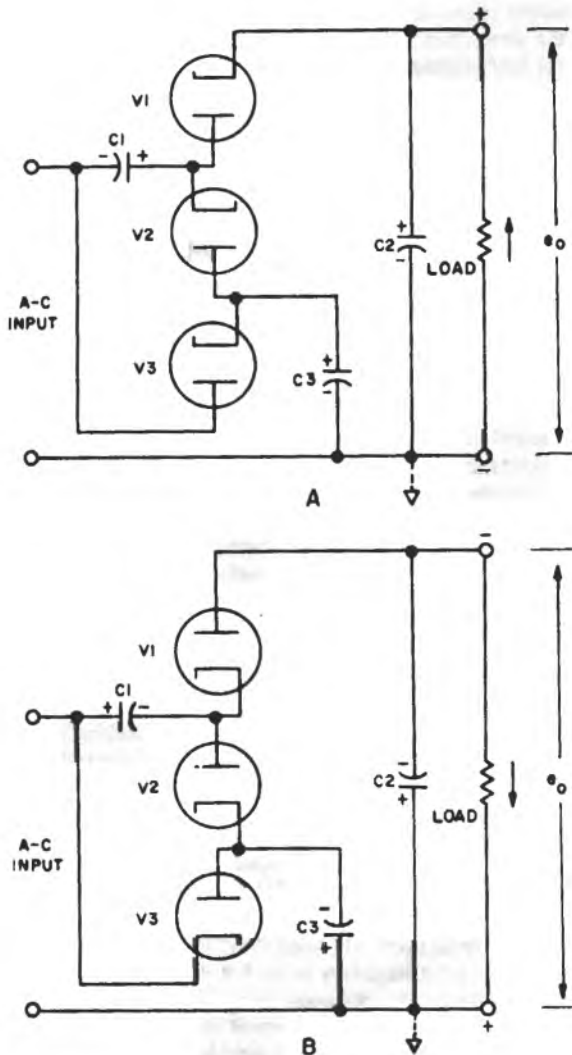 +
V1
C1
- +
V2
+
C2
-
LOAD
e₀
A-C
INPUT
V3
+
C3
-
-
A
-
V1
C1
+ -
V2
-
C2
+
LOAD
e₀
A-C
INPUT
V3
-
C3
+
+
B